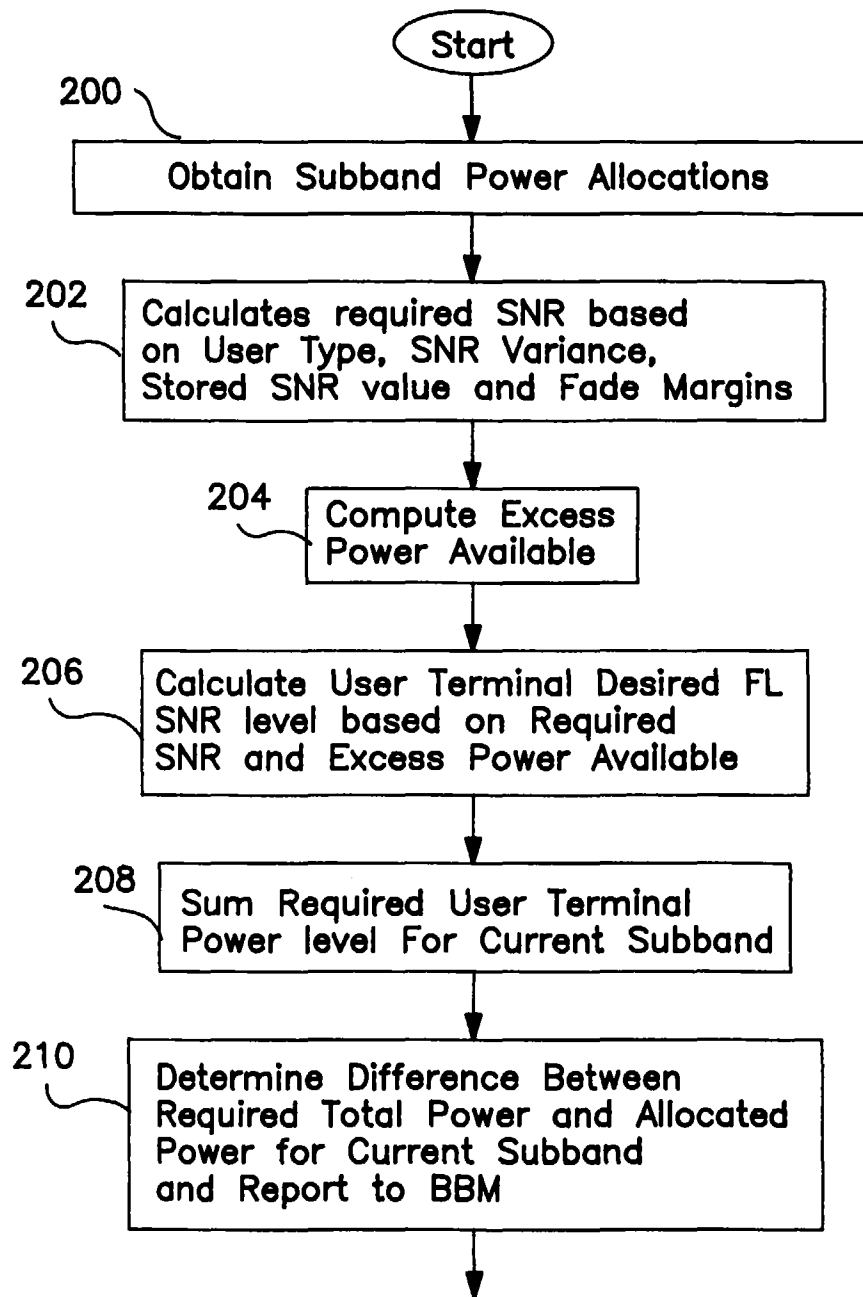 Start
200
Obtain Subband Power Allocations
202
Calculates required SNR based
on User Type, SNR Variance,
Stored SNR value and Fade Margins
204
Compute Excess
Power Available
206
Calculate User Terminal Desired FL
SNR level based on Required
SNR and Excess Power Available
208
Sum Required User Terminal
Power level For Current Subband
210
Determine Difference Between
Required Total Power and Allocated
Power for Current Subband
and Report to BBM